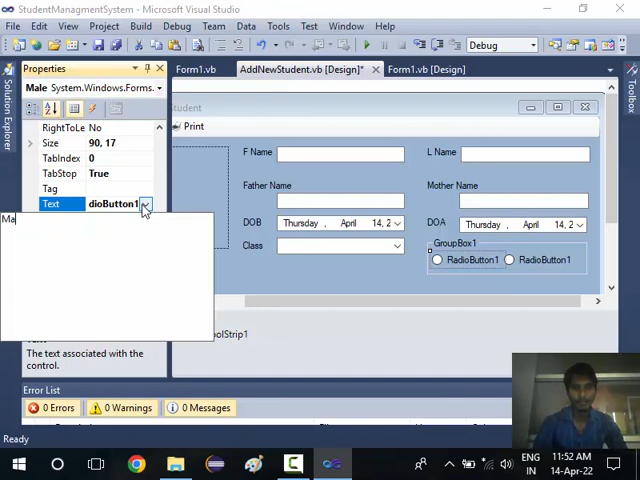 StudentManagmentSystem - Microsoft Visual Studio
File Edit View Project Build Debug Team Data Tools Test Window Help
Debug
Properties
Form1.vb AddNewStudent.vb [Design]* Form1.vb [Design]
Male System.Windows.Forms.
Solution Explorer
Toolbox
Student
Print
RightToLe No
Size 90, 17
TabIndex 0
TabStop True
Tag
Text dioButton1
Ma
F Name L Name
Father Name Mother Name
DOB Thursday , April 14, 2 DOA Thursday , April 14, 2
Class GroupBox1
RadioButton1 RadioButton1
oolStrip1
The text associated with the
control.
Error List
0 Errors 0 Warnings 0 Messages
Ready
ENG
IN
11:52 AM
14-Apr-22